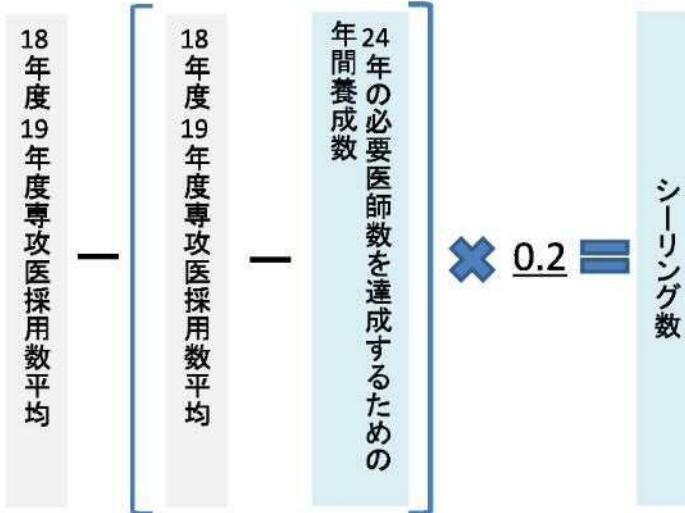 18年度19年度専攻医採用数平均
18年度19年度専攻医採用数平均
24年の必要医師数を達成するための
年間養成数
0.2
シーリング数